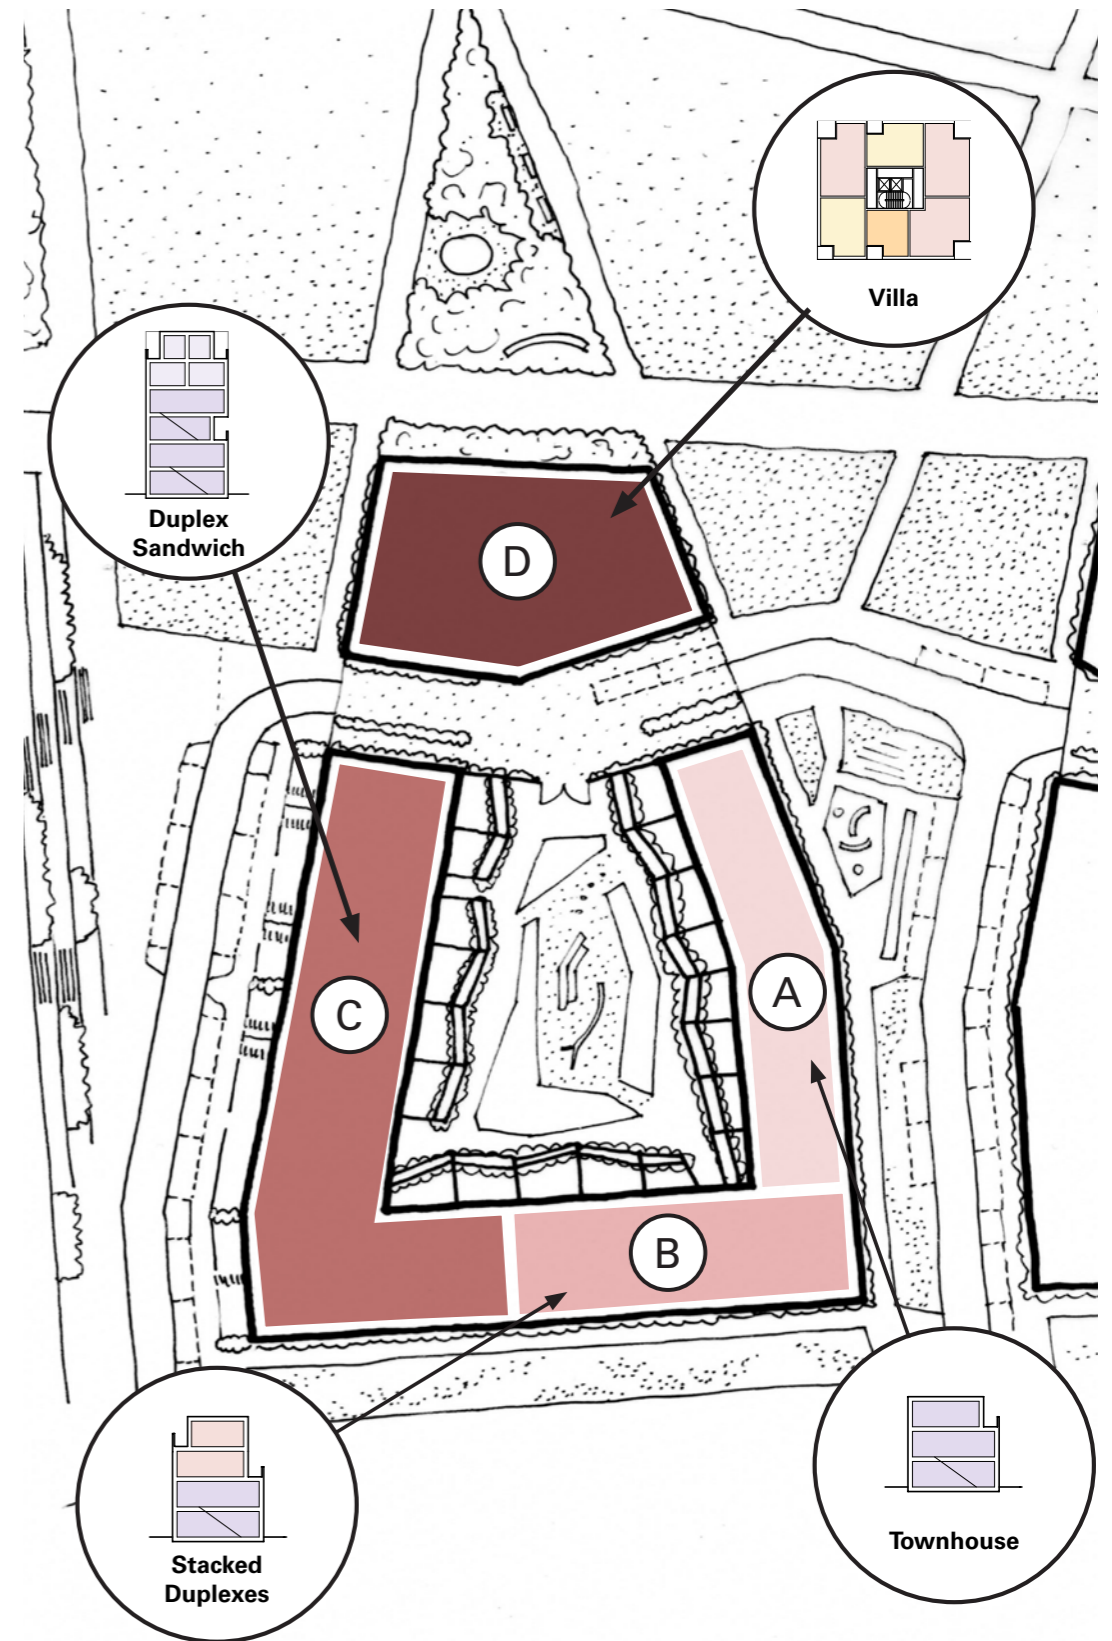 Villa
Duplex
Sandwich
D
A
C
B
Stacked
Duplexes
Townhouse